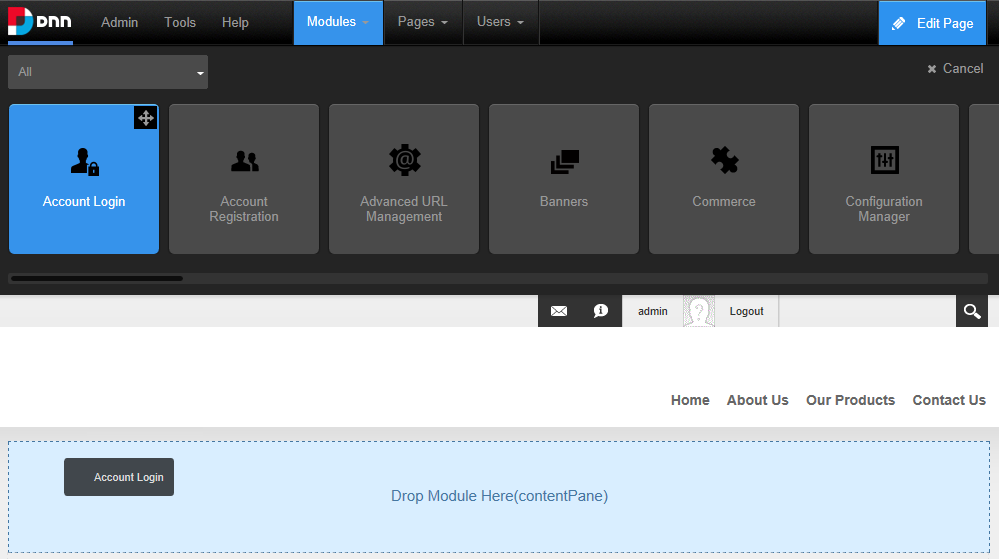 DNN Admin Tools Help Modules Pages Users Edit Page
All Cancel
Account Login
Account
Registration
Advanced URL
Management
Banners
Commerce
Configuration
Manager
admin ? Logout
Home About Us Our Products Contact Us
Account Login
Drop Module Here(contentPane)